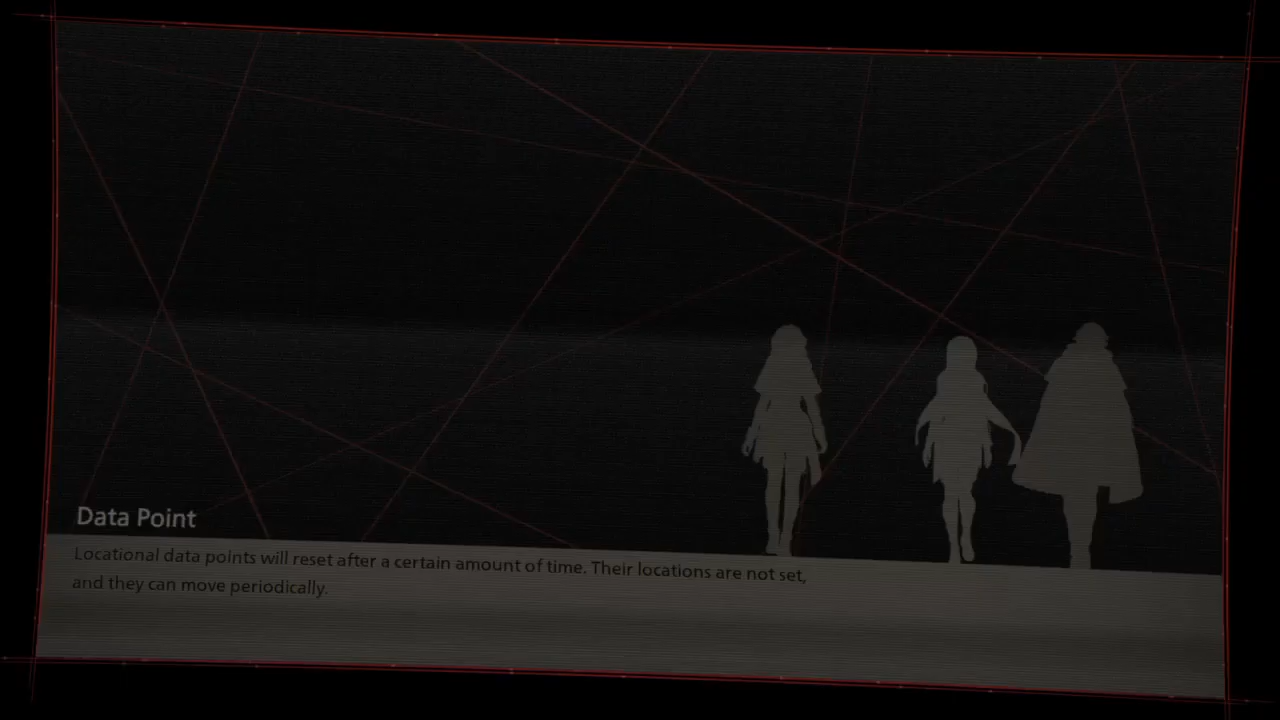 Data Point
Locational data points will reset after a certain amount of time. Their locations are not set,
and they can move periodically.